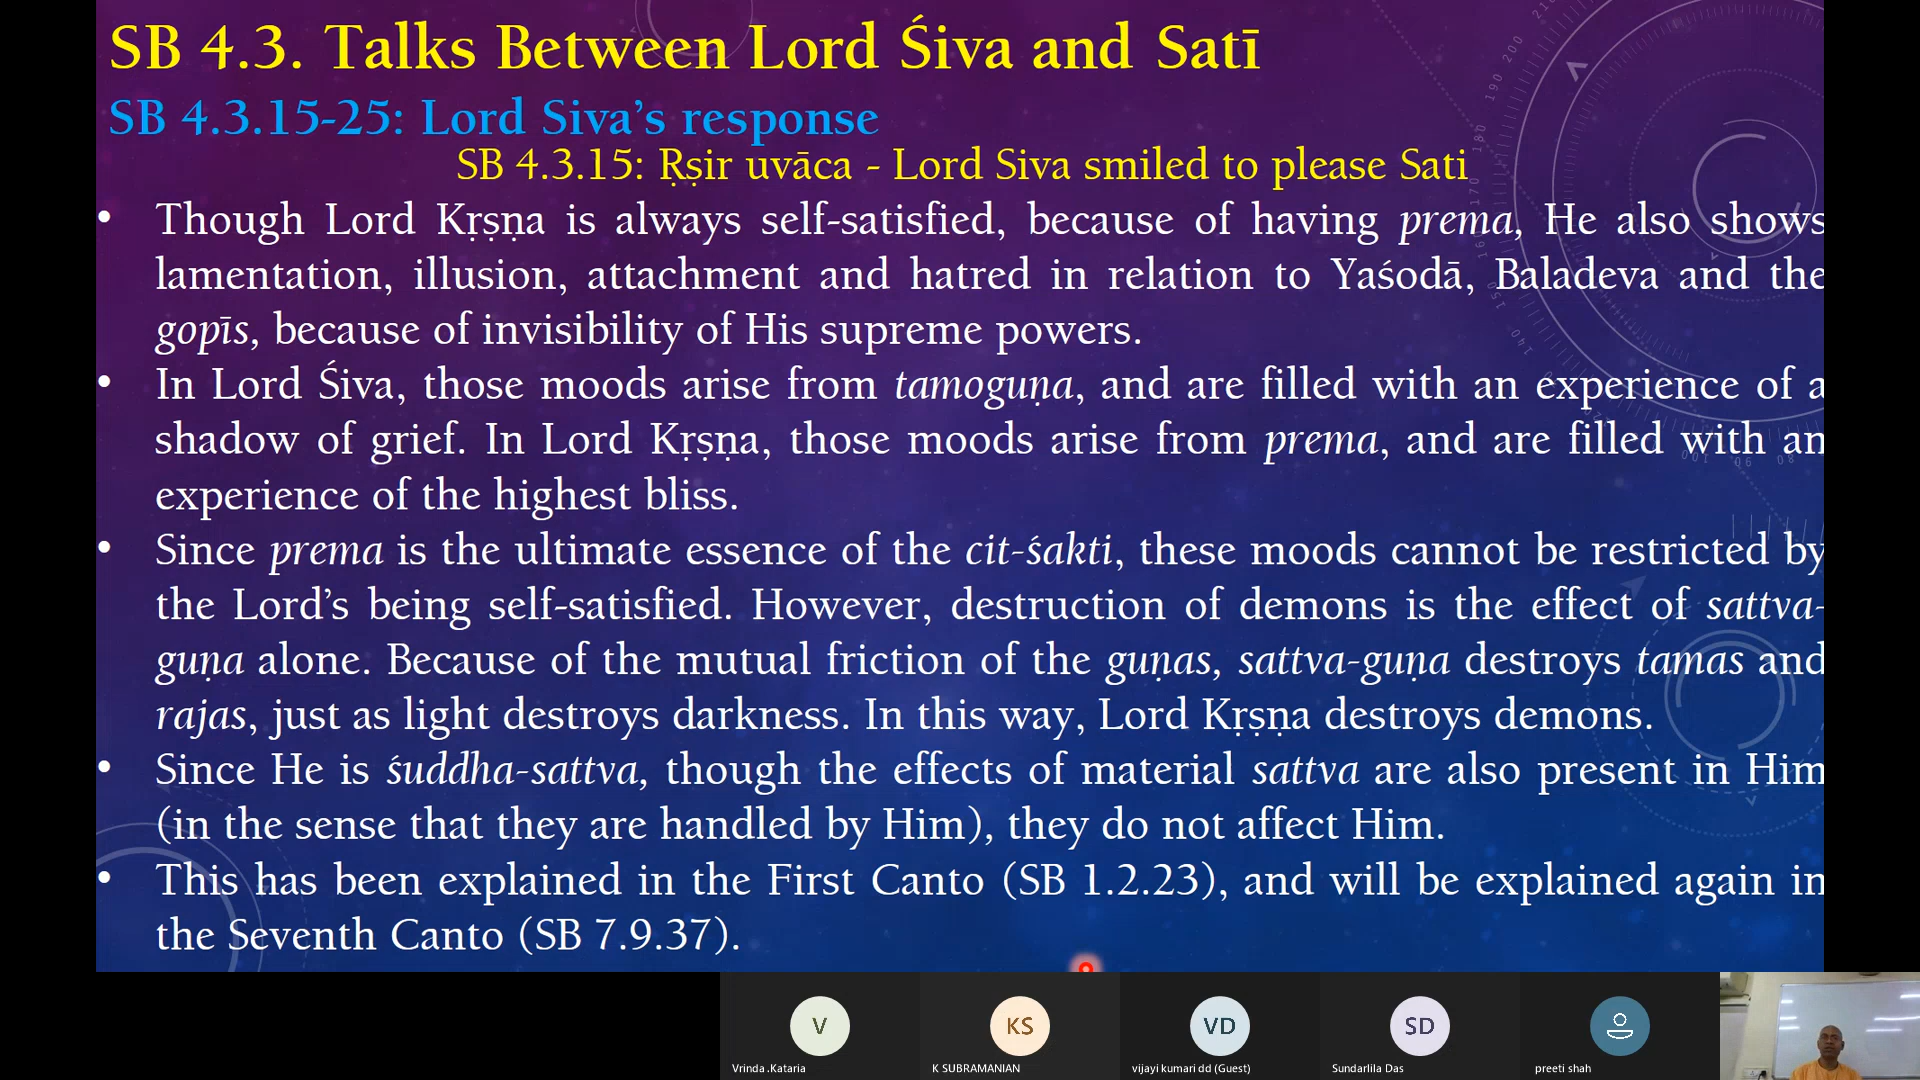 SB 4.3. Talks Between Lord Śiva and Satī
SB 4.3.15-25: Lord Siva’s response
SB 4.3.15: Ṛṣir uvāca - Lord Siva smiled to please Sati
• Though Lord Kṛṣṇa is always self-satisfied, because of having prema, He also shows
lamentation, illusion, attachment and hatred in relation to Yaśodā, Baladeva and the
gopīs, because of invisibility of His supreme powers.
• In Lord Śiva, those moods arise from tamoguṇa, and are filled with an experience of a
shadow of grief. In Lord Kṛṣṇa, those moods arise from prema, and are filled with an
experience of the highest bliss.
• Since prema is the ultimate essence of the cit-śakti, these moods cannot be restricted by
the Lord’s being self-satisfied. However, destruction of demons is the effect of sattva-
guṇa alone. Because of the mutual friction of the guṇas, sattva-guṇa destroys tamas and
rajas, just as light destroys darkness. In this way, Lord Kṛṣṇa destroys demons.
• Since He is śuddha-sattva, though the effects of material sattva are also present in Him
(in the sense that they are handled by Him), they do not affect Him.
• This has been explained in the First Canto (SB 1.2.23), and will be explained again in
the Seventh Canto (SB 7.9.37).
V KS VD SD
Vrinda .Kataria K SUBRAMANIAN vijayi kumari dd (Guest) Sundarlila Das preeti shah